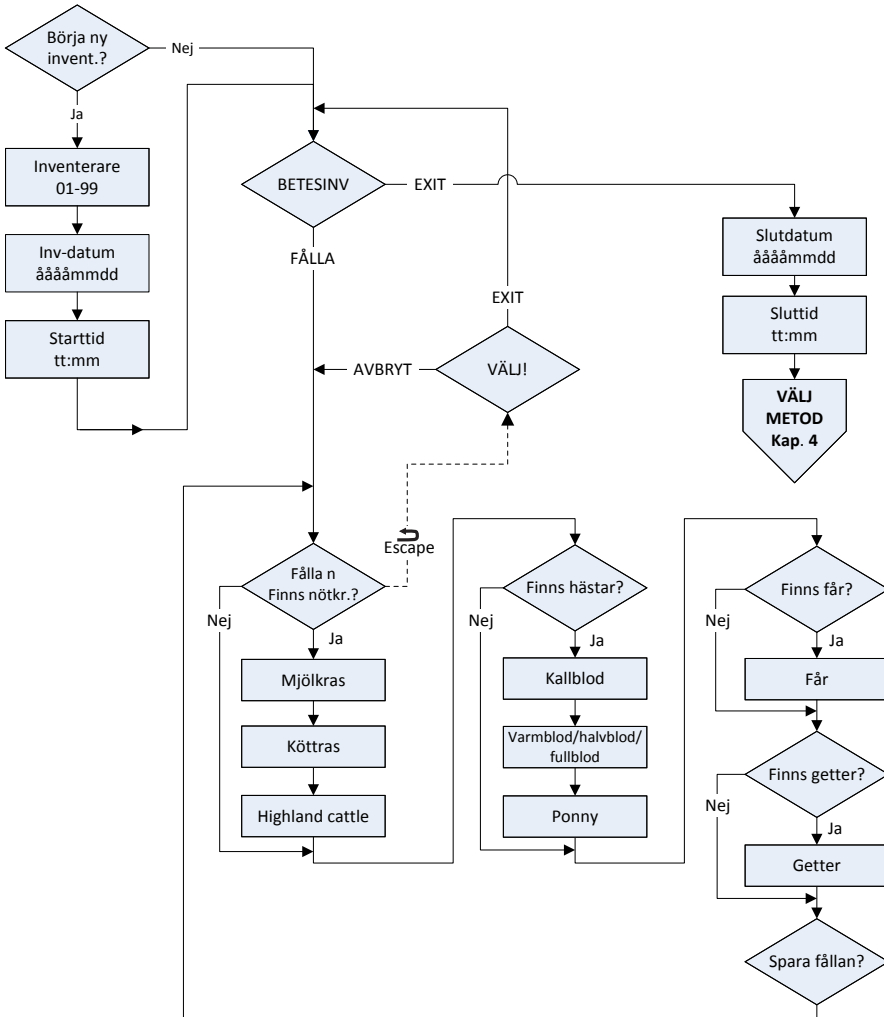 Börja ny
invent.?
Nej
Ja
Inventerare
01-99
Inv-datum
ååååmmdd
Starttid
tt:mm
BETESINV
EXIT
FÅLLA
Slutdatum
ååååmmdd
Sluttid
tt:mm
VÄLJ
METOD
Kap. 4
EXIT
VÄLJ!
AVBRYT
Escape
Fålla n
Finns nötkr.?
Nej
Ja
Mjölkras
Köttras
Highland cattle
Finns hästar?
Nej
Ja
Kallblod
Varmblod/halvblod/
fullblod
Ponny
Finns får?
Nej
Ja
Får
Finns getter?
Nej
Ja
Getter
Spara fållan?